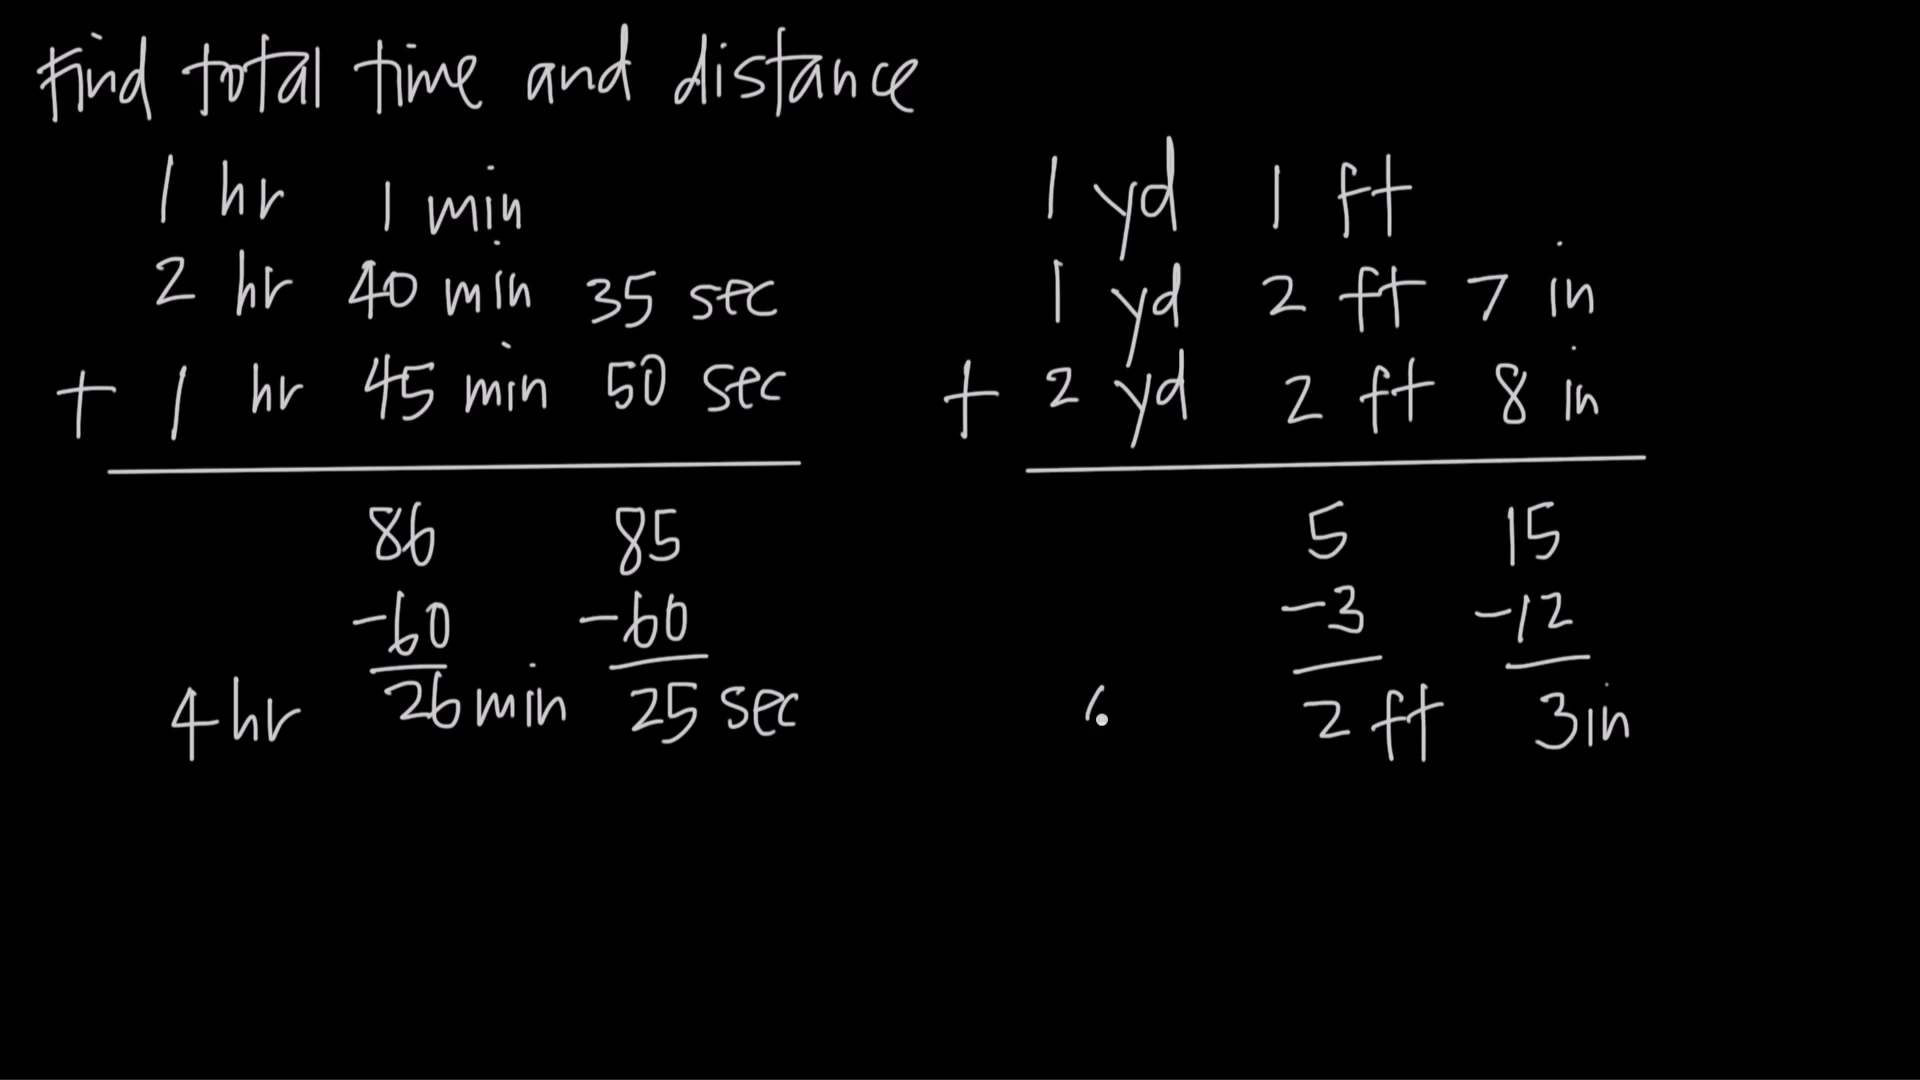 Find total time and distance
1 hr 1 min
2 hr 40 min 35 sec
+ 1 hr 45 min 50 sec
86 85
-60 -60
4 hr 26 min 25 sec
1 yd 1 ft
1 yd 2 ft 7 in
+ 2 yd 2 ft 8 in
5 15
-3 -12
2 ft 3 in